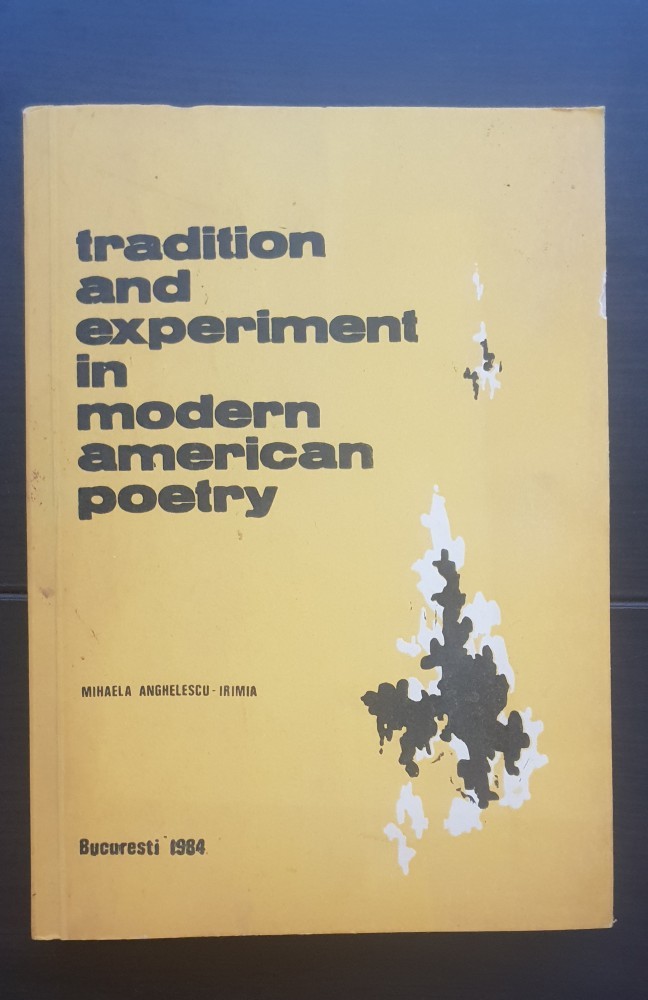 tradition
and
experiment
in
modern
american
poetry
MIHAELA ANGHELESCU-IRIMIA
Bucuresti 1984